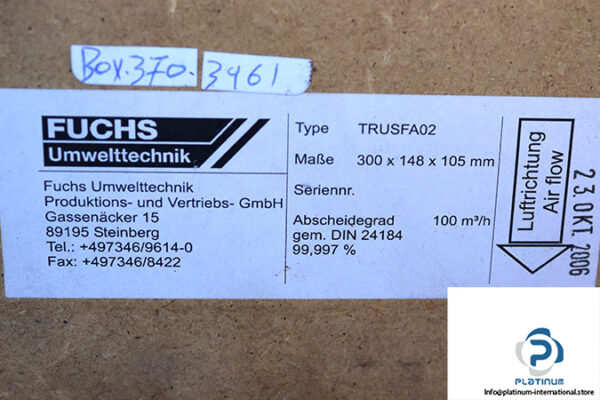 Box.370.
3461
FUCHS
Umwelttechnik
Fuchs Umwelttechnik
Produktions- und Vertriebs- GmbH
Gassenäcker 15
89195 Steinberg
Tel.: +497346/9614-0
Fax: +497346/8422
Type TRUSFA02
Maße 300 x 148 x 105 mm
Seriennr.
Abscheidegrad 100 m³/h
gem. DIN 24184
99,997 %
Luftrichtung
Air flow
23.OKT.2006
PLATINUM
Info@platinum-international.store